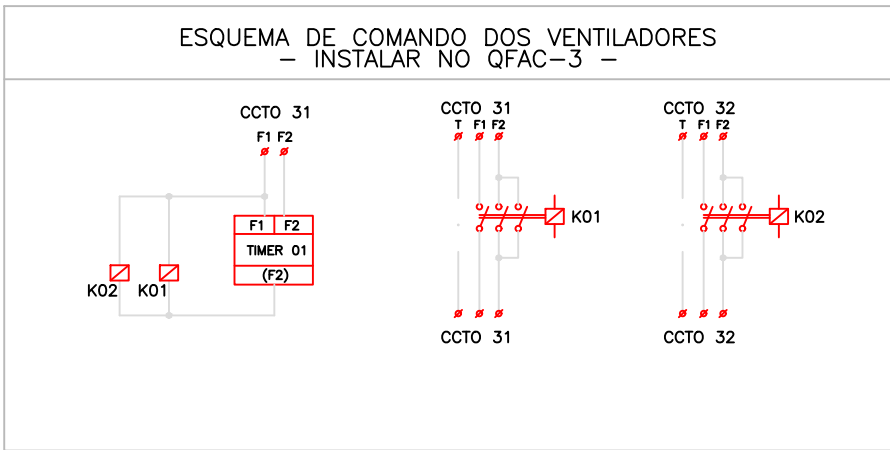 ESQUEMA DE COMANDO DOS VENTILADORES
- INSTALAR NO QFAC-3 -
CCTO 31
F1 F2
F1 F2
TIMER 01
(F2)
K02 K01
CCTO 31
T F1 F2
K01
CCTO 31
CCTO 32
T F1 F2
K02
CCTO 32